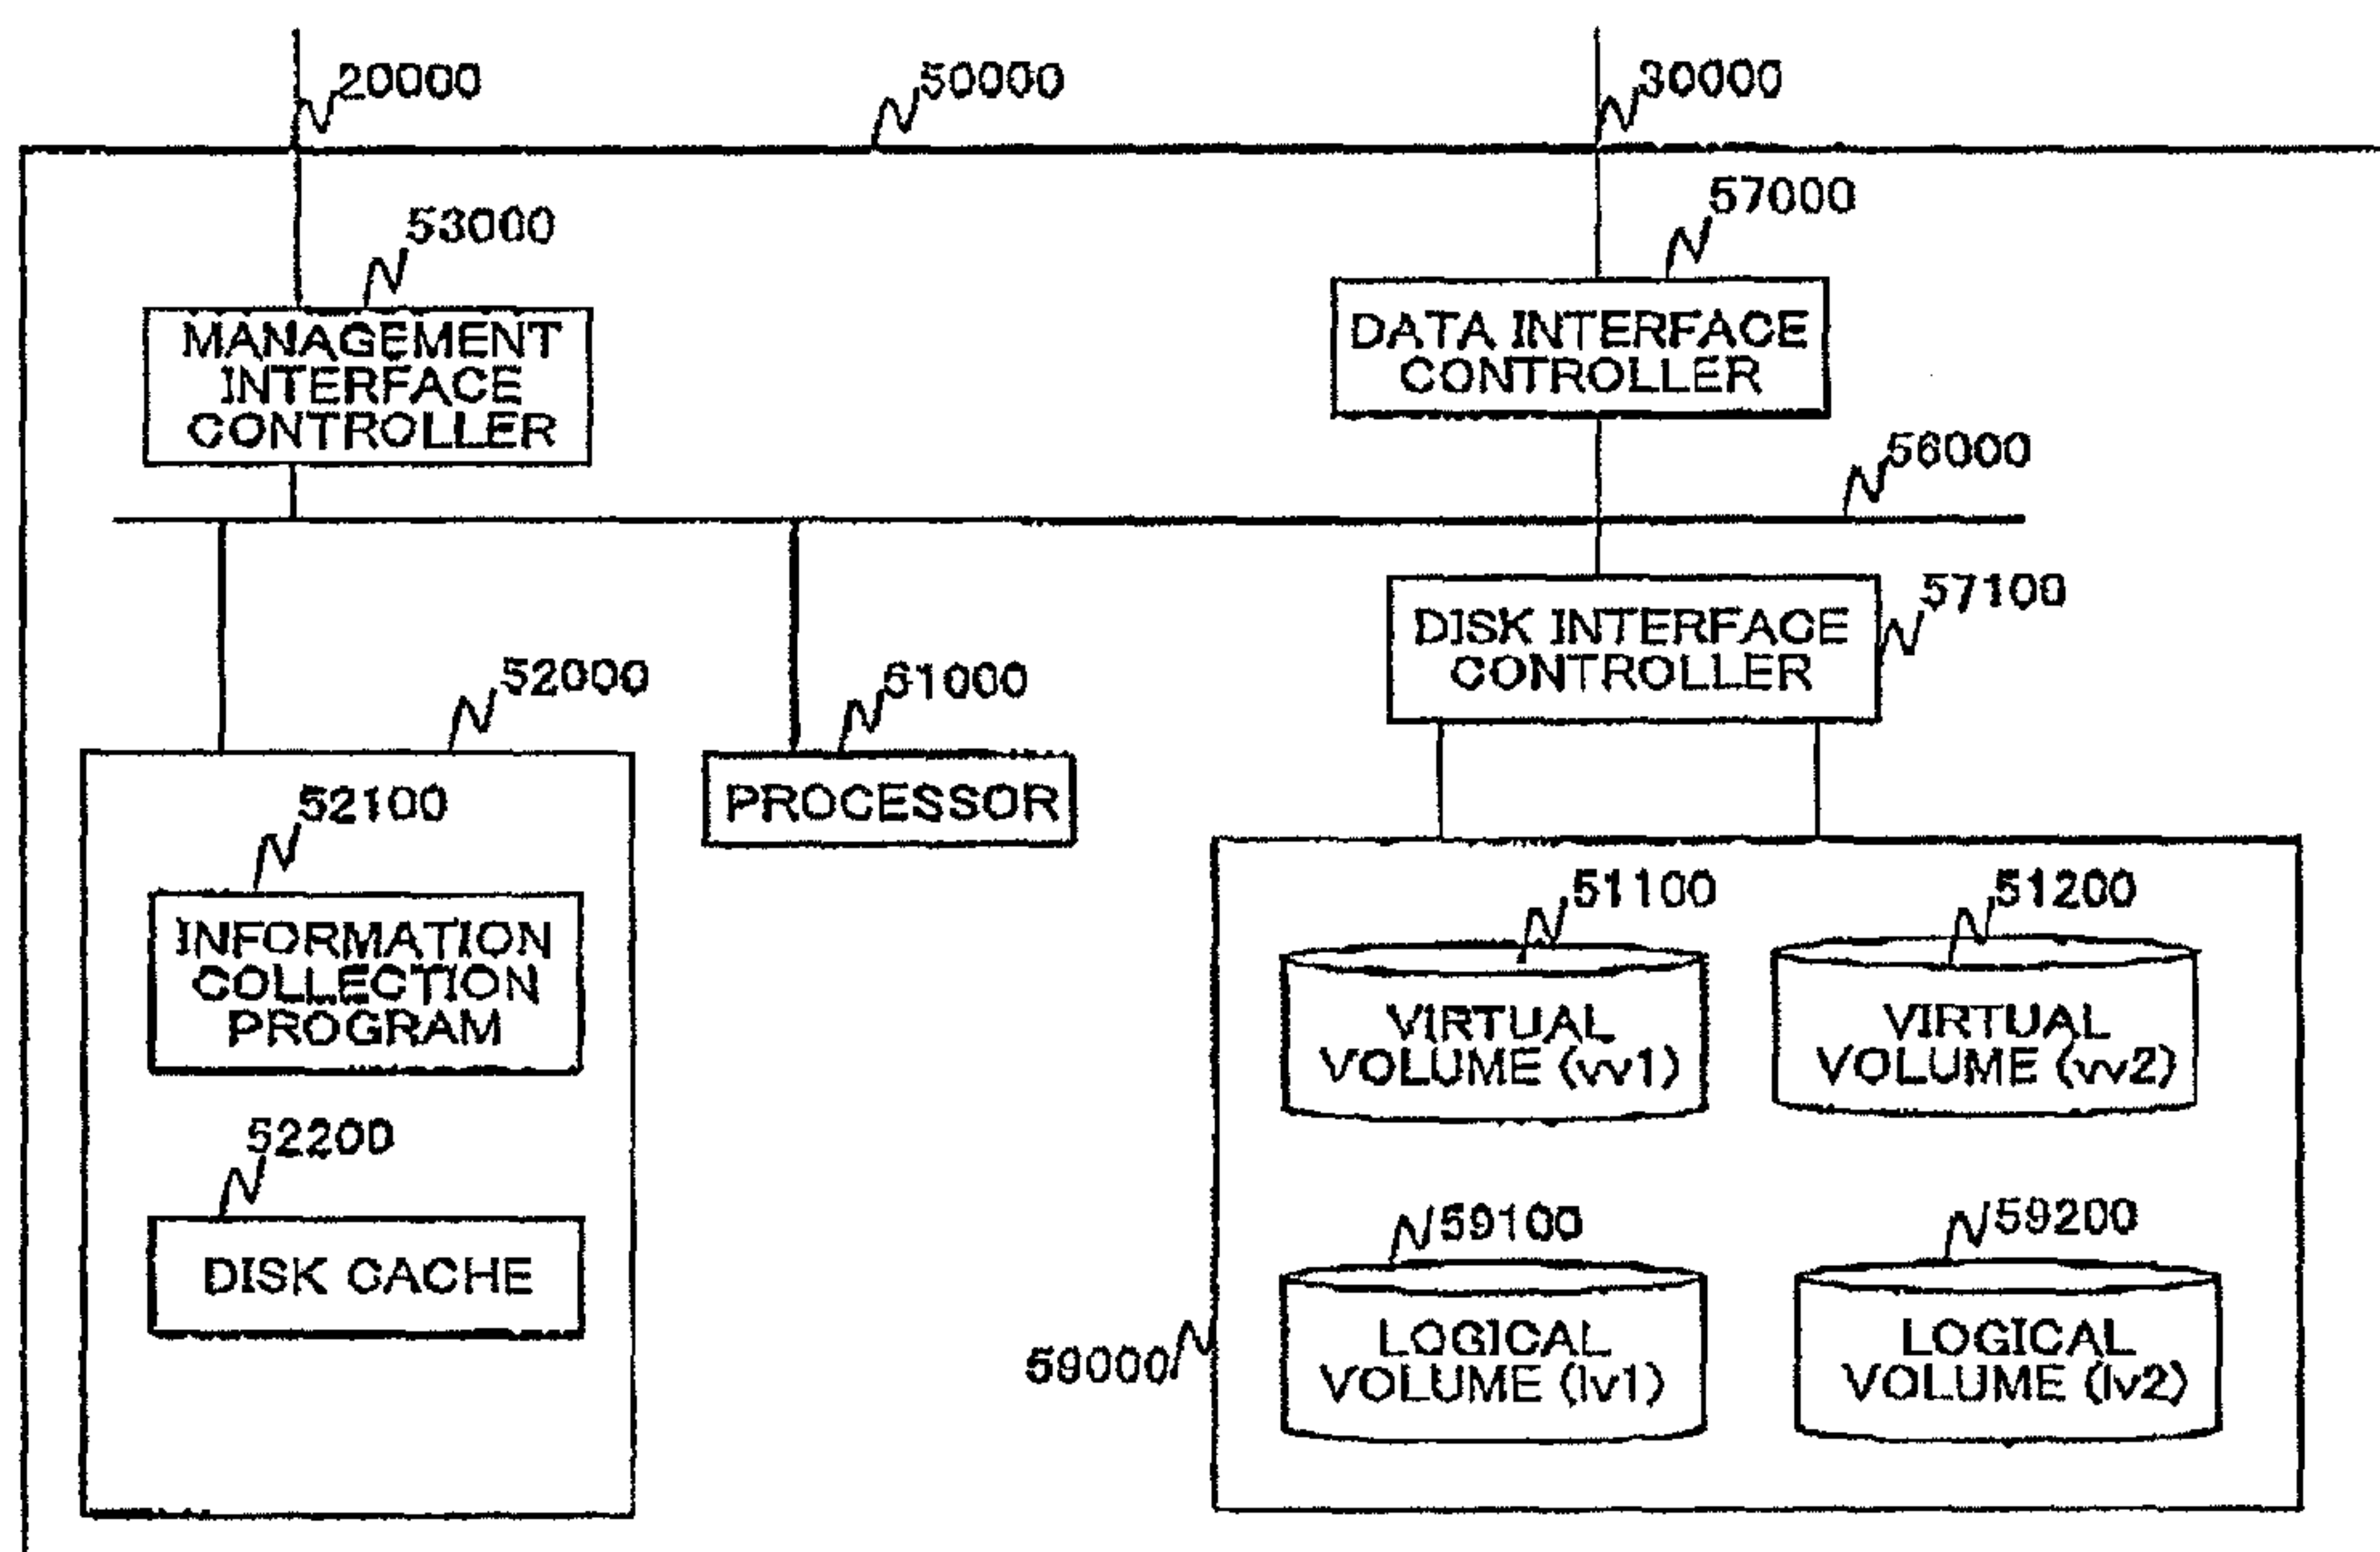 20000
50000
30000
53000
57000
MANAGEMENT
INTERFACE
CONTROLLER
DATA INTERFACE
CONTROLLER
56000
57100
DISK INTERFACE
CONTROLLER
52000
51000
PROCESSOR
52100
INFORMATION
COLLECTION
PROGRAM
52200
DISK CACHE
51100
51200
VIRTUAL
VOLUME (vv1)
VIRTUAL
VOLUME (vv2)
59100
59200
59000
LOGICAL
VOLUME (lv1)
LOGICAL
VOLUME (lv2)